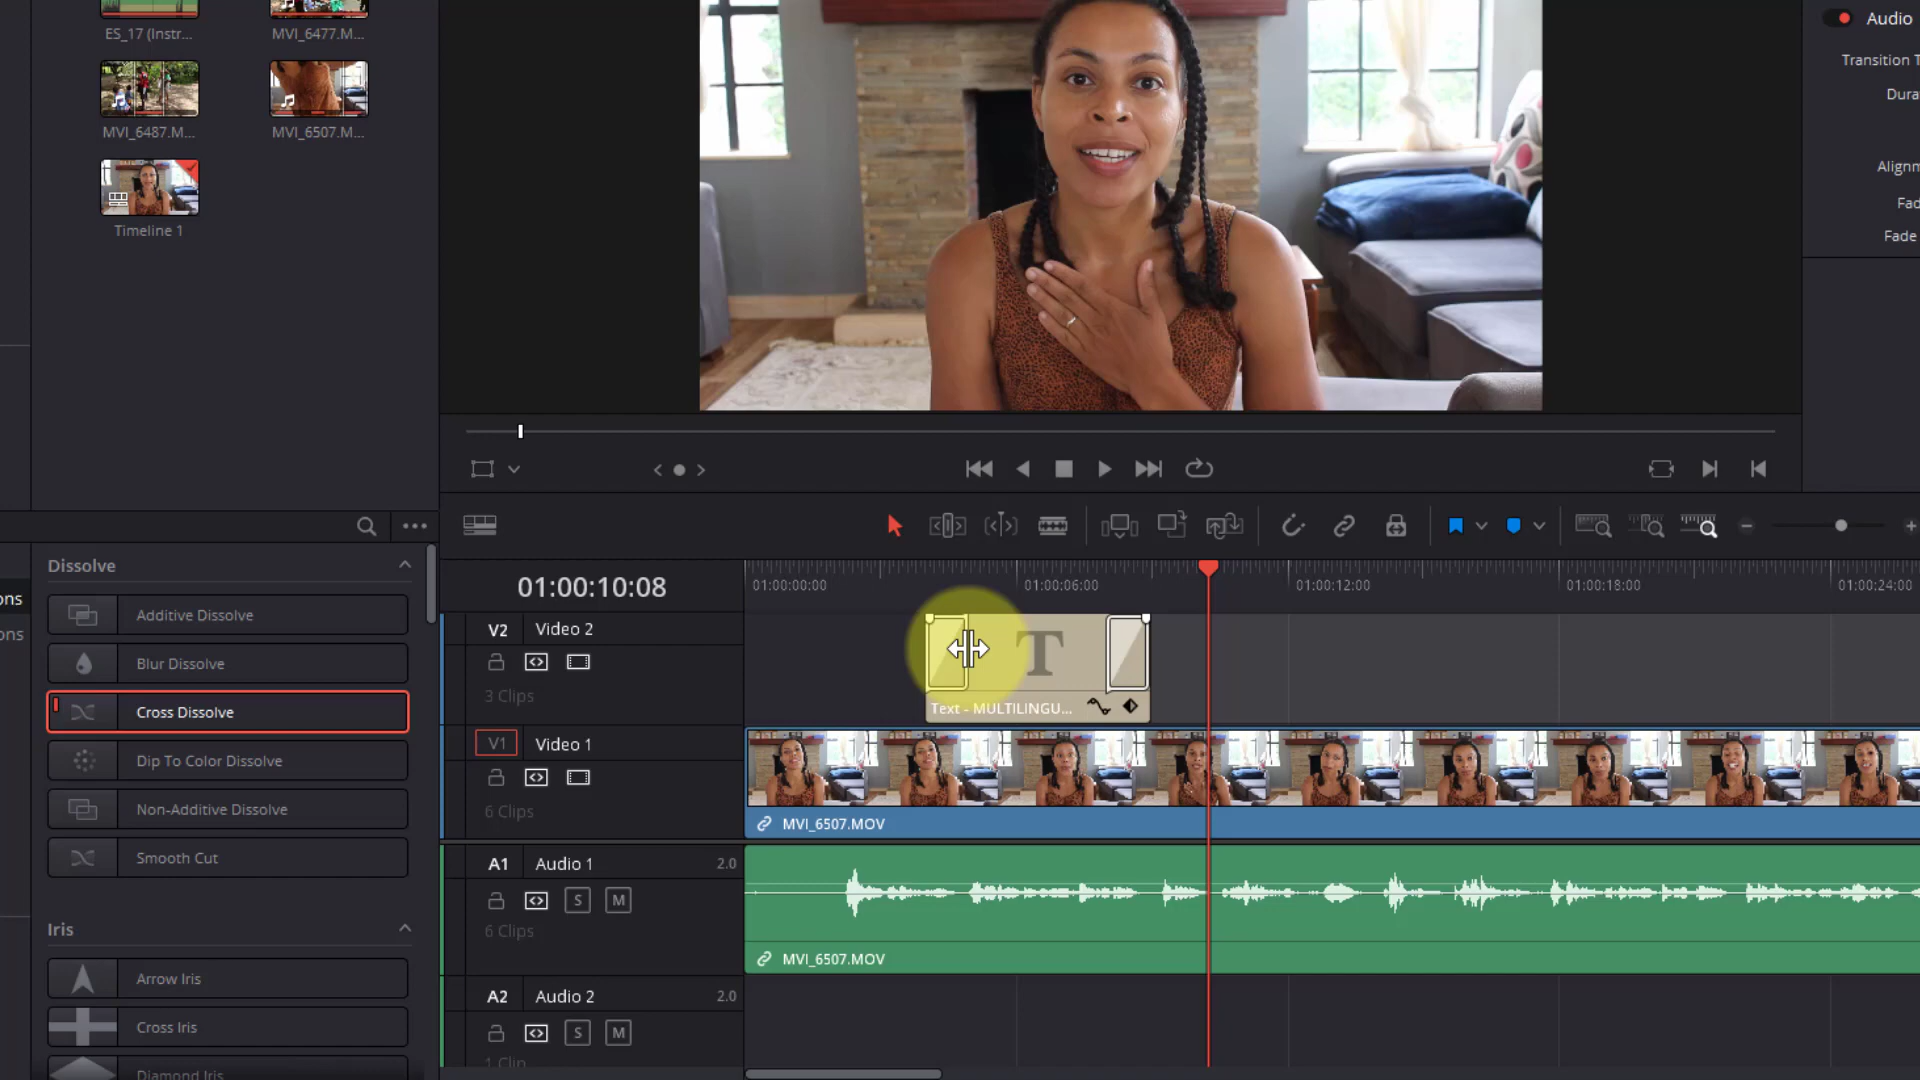 ES_17 (Instr...
MVI_6477.M...
MVI_6487.M...
MVI_6507.M...
Timeline 1
Audio
Transition T
Dura
Alignm
Fad
Fade
ons
ons
Dissolve
Additive Dissolve
Blur Dissolve
Cross Dissolve
Dip To Color Dissolve
Non-Additive Dissolve
Smooth Cut
Iris
Arrow Iris
Cross Iris
Diamond Iris
01:00:10:08
01:00:00:00
01:00:06:00
01:00:12:00
01:00:18:00
01:00:24:00
V2 Video 2
3 Clips
T
Text - MULTILINGU...
V1 Video 1
6 Clips
MVI_6507.MOV
A1 Audio 1 2.0
S M
6 Clips
MVI_6507.MOV
A2 Audio 2 2.0
S M
1 Clip